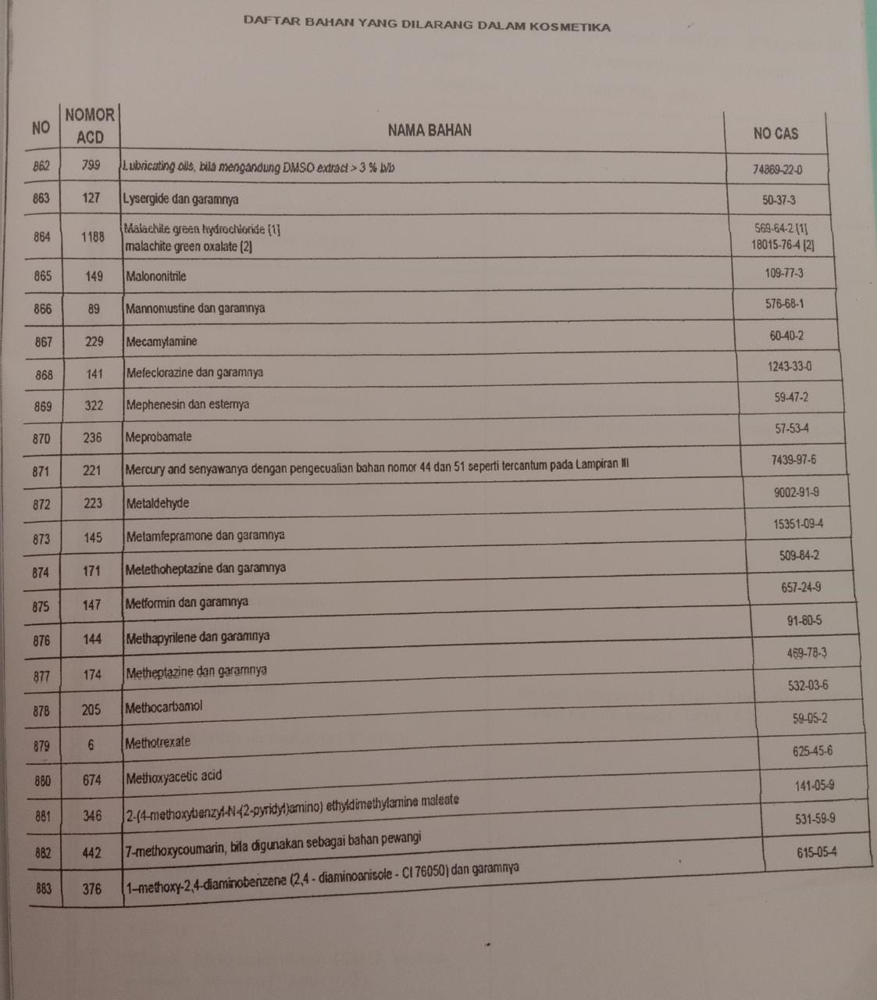 DAFTAR BAHAN YANG DILARANG DALAM KOSMETIKA
NO NOMOR ACD NAMA BAHAN NO CAS
862 799 Lubricating oils, bila mengandung DMSO extract > 3 % b/b 74869-22-0
863 127 Lysergide dan garamnya 50-37-3
864 1188 Malachite green hydrochloride [1] 569-64-2 [1]
malachite green oxalate [2] 18015-76-4 [2]
865 149 Malononitrile 109-77-3
866 89 Mannomustine dan garamnya 576-68-1
867 229 Mecamylamine 60-40-2
868 141 Mefeclorazine dan garamnya 1243-33-0
869 322 Mephenesin dan esternya 59-47-2
870 236 Meprobamate 57-53-4
871 221 Mercury and senyawanya dengan pengecualian bahan nomor 44 dan 51 seperti tercantum pada Lampiran III 7439-97-6
872 223 Metaldehyde 9002-91-9
873 145 Metamfepramone dan garamnya 15351-09-4
874 171 Metethoheptazine dan garamnya 509-84-2
875 147 Metformin dan garamnya 657-24-9
876 144 Methapyrilene dan garamnya 91-80-5
877 174 Metheptazine dan garamnya 469-78-3
878 205 Methocarbamol 532-03-6
879 6 Methotrexate 59-05-2
880 674 Methoxyacetic acid 625-45-6
881 346 2-(4-methoxybenzyl-N-(2-pyridyl)amino) ethyldimethylamine maleate 141-05-9
882 442 7-methoxycoumarin, bila digunakan sebagai bahan pewangi 531-59-9
883 376 1–methoxy-2,4-diaminobenzene (2,4 - diaminoanisole - CI 76050) dan garamnya 615-05-4